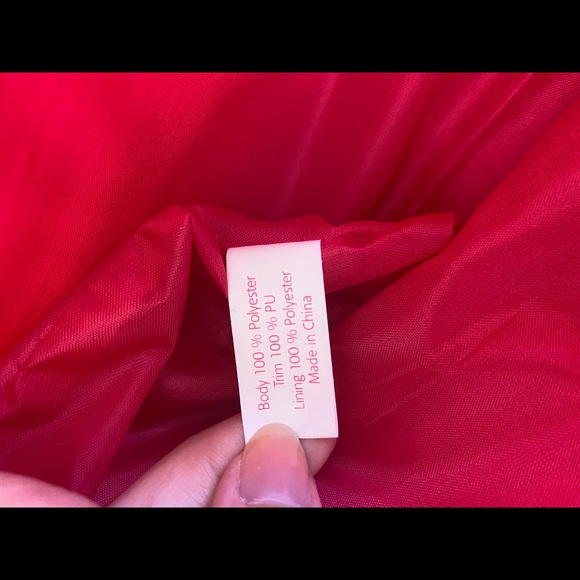 Body 100 % Polyester
Trim 100 % PU
Lining 100 % Polyester
Made in China